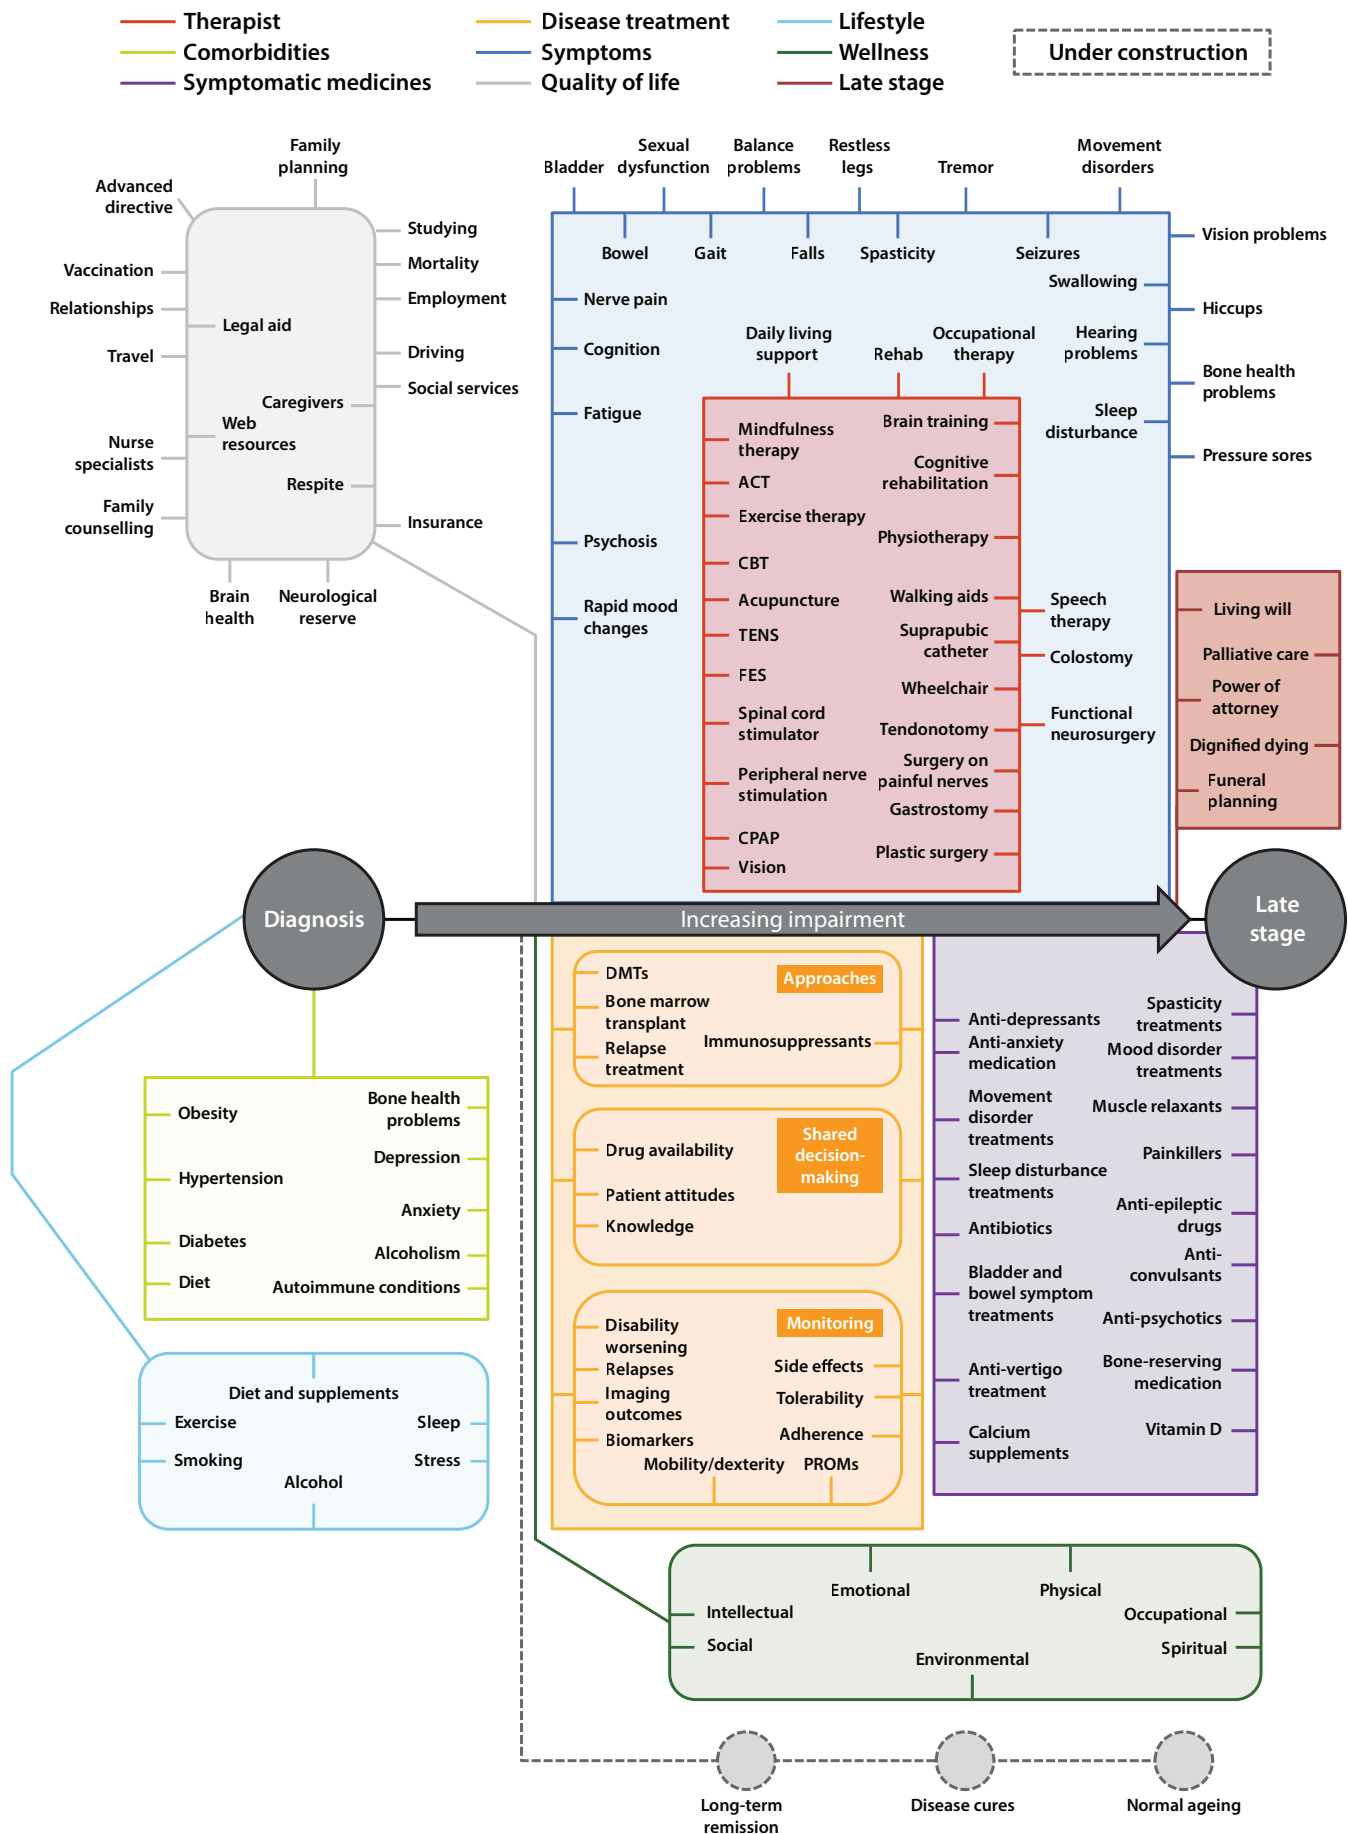 Therapist
Comorbidities
Symptomatic medicines
Disease treatment
Symptoms
Quality of life
Lifestyle
Wellness
Late stage
Under construction
Family
planning
Advanced
directive
Vaccination
Relationships
Travel
Nurse
specialists
Family
counselling
Legal aid
Caregivers
Web
resources
Respite
Studying
Mortality
Employment
Driving
Social services
Insurance
Brain
health
Neurological
reserve
Bladder
Sexual
dysfunction
Balance
problems
Restless
legs
Tremor
Movement
disorders
Bowel
Gait
Falls
Spasticity
Seizures
Nerve pain
Cognition
Fatigue
Psychosis
Rapid mood
changes
Swallowing
Hearing
problems
Sleep
disturbance
Vision problems
Hiccups
Bone health
problems
Pressure sores
Daily living
support
Rehab
Occupational
therapy
Mindfulness
therapy
ACT
Exercise therapy
CBT
Acupuncture
TENS
FES
Spinal cord
stimulator
Peripheral nerve
stimulation
CPAP
Vision
Brain training
Cognitive
rehabilitation
Physiotherapy
Walking aids
Suprapubic
catheter
Wheelchair
Tendonotomy
Surgery on
painful nerves
Gastrostomy
Plastic surgery
Speech
therapy
Colostomy
Functional
neurosurgery
Living will
Palliative care
Power of
attorney
Dignified dying
Funeral
planning
Diagnosis
Increasing impairment
Late
stage
Obesity
Hypertension
Diabetes
Diet
Bone health
problems
Depression
Anxiety
Alcoholism
Autoimmune conditions
Diet and supplements
Exercise
Smoking
Alcohol
Sleep
Stress
DMTs
Bone marrow
transplant
Relapse
treatment
Approaches
Immunosuppressants
Drug availability
Patient attitudes
Knowledge
Shared
decision-
making
Disability
worsening
Relapses
Imaging
outcomes
Biomarkers
Mobility/dexterity
Monitoring
Side effects
Tolerability
Adherence
PROMs
Anti-depressants
Anti-anxiety
medication
Movement
disorder
treatments
Sleep disturbance
treatments
Antibiotics
Bladder and
bowel symptom
treatments
Anti-vertigo
treatment
Calcium
supplements
Spasticity
treatments
Mood disorder
treatments
Muscle relaxants
Painkillers
Anti-epileptic
drugs
Anti-
convulsants
Anti-psychotics
Bone-reserving
medication
Vitamin D
Emotional
Physical
Intellectual
Social
Occupational
Spiritual
Environmental
Long-term
remission
Disease cures
Normal ageing